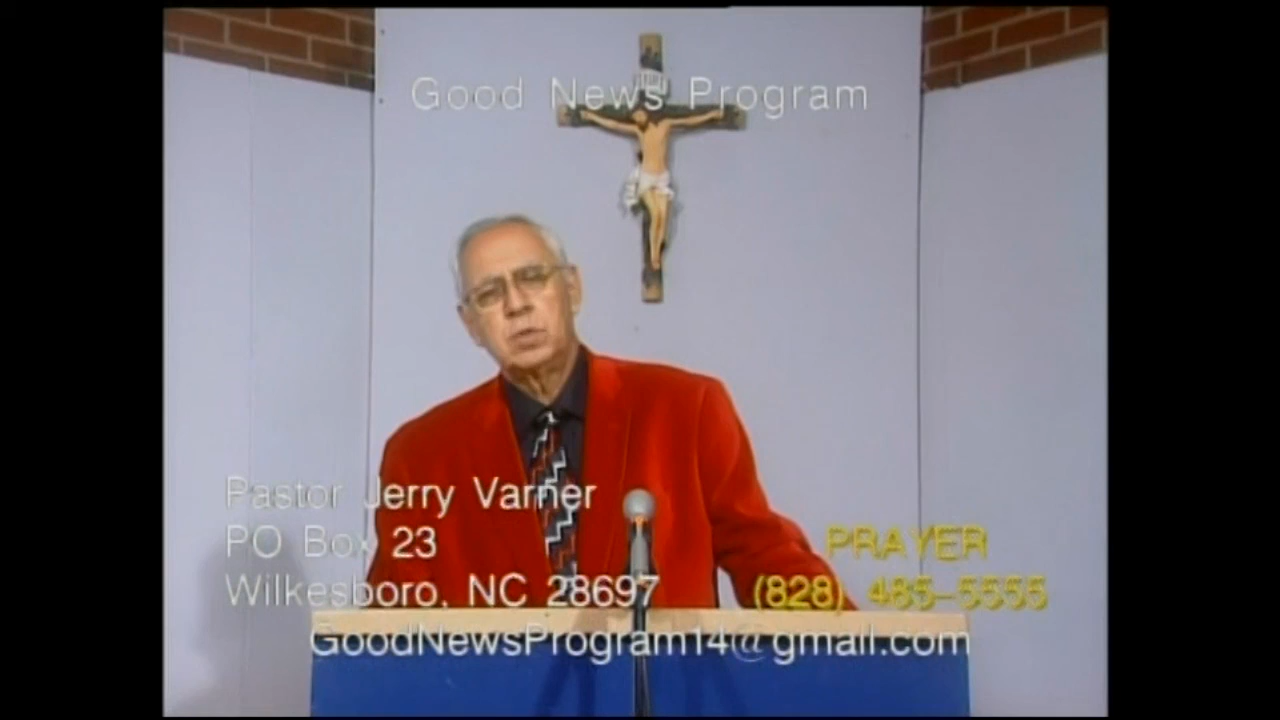 Good News Program
Pastor Jerry Varner
PO Box 23
Wilkesboro, NC 28697
PRAYER
(828) 485-5555
GoodNewsProgram14@gmail.com